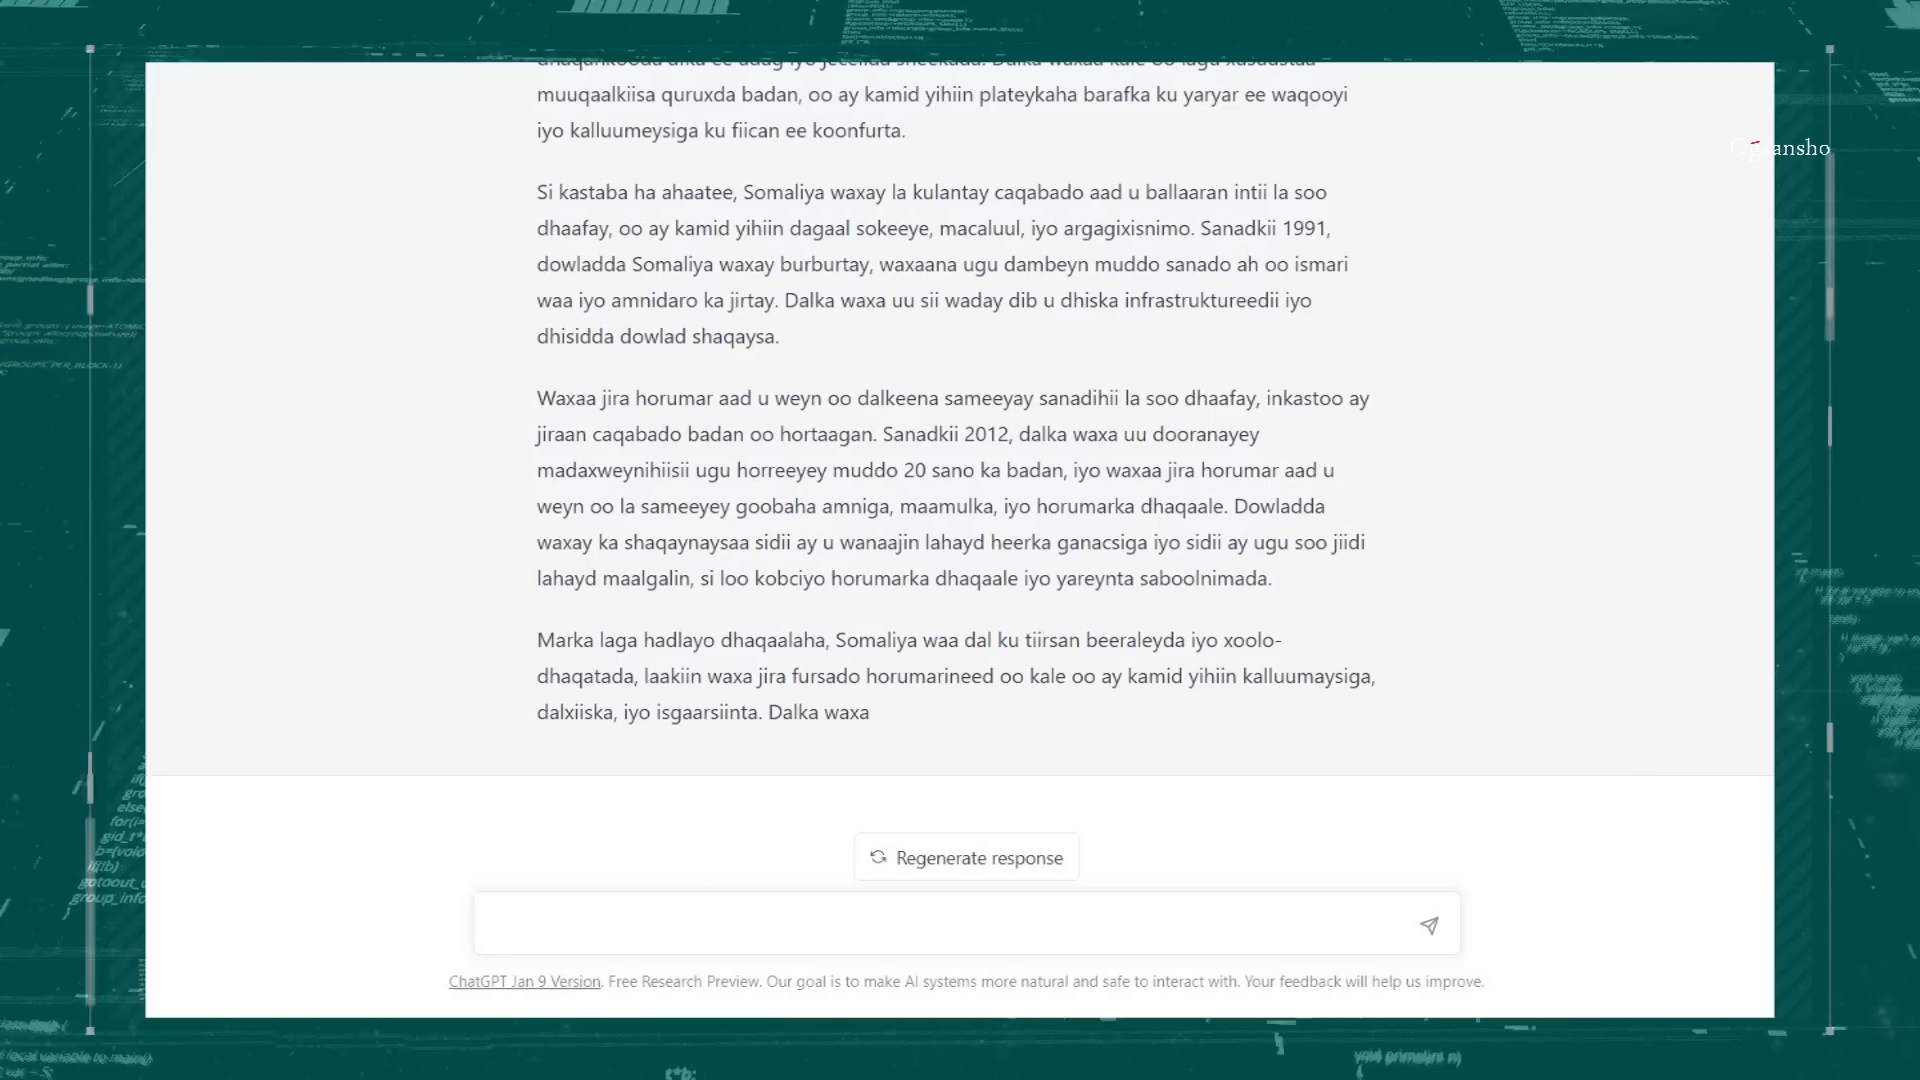 muuqaalkiisa quruxda badan, oo ay kamid yihiin plateykaha barafka ku yaryar ee waqooyi
iyo kalluumeysiga ku fiican ee koonfurta.
Si kastaba ha ahaatee, Somaliya waxay la kulantay caqabado aad u ballaaran intii la soo
dhaafay, oo ay kamid yihiin dagaal sokeeye, macaluul, iyo argagixisnimo. Sanadkii 1991,
dowladda Somaliya waxay burburtay, waxaana ugu dambeyn muddo sanado ah oo ismari
waa iyo amnidaro ka jirtay. Dalka waxa uu sii waday dib u dhiska infrastruktureedii iyo
dhisidda dowlad shaqaysa.
Waxaa jira horumar aad u weyn oo dalkeena sameeyay sanadihii la soo dhaafay, inkastoo ay
jiraan caqabado badan oo hortaagan. Sanadkii 2012, dalka waxa uu dooranayey
madaxweynihiisii ugu horreeyey muddo 20 sano ka badan, iyo waxaa jira horumar aad u
weyn oo la sameeyey goobaha amniga, maamulka, iyo horumarka dhaqaale. Dowladda
waxay ka shaqaynaysaa sidii ay u wanaajin lahayd heerka ganacsiga iyo sidii ay ugu soo jiidi
lahayd maalgalin, si loo kobciyo horumarka dhaqaale iyo yareynta saboolnimada.
Marka laga hadlayo dhaqaalaha, Somaliya waa dal ku tiirsan beeraleyda iyo xoolo-
dhaqatada, laakiin waxa jira fursado horumarineed oo kale oo ay kamid yihiin kalluumaysiga,
dalxiiska, iyo isgaarsiinta. Dalka waxa
Regenerate response
ChatGPT Jan 9 Version. Free Research Preview. Our goal is to make AI systems more natural and safe to interact with. Your feedback will help us improve.